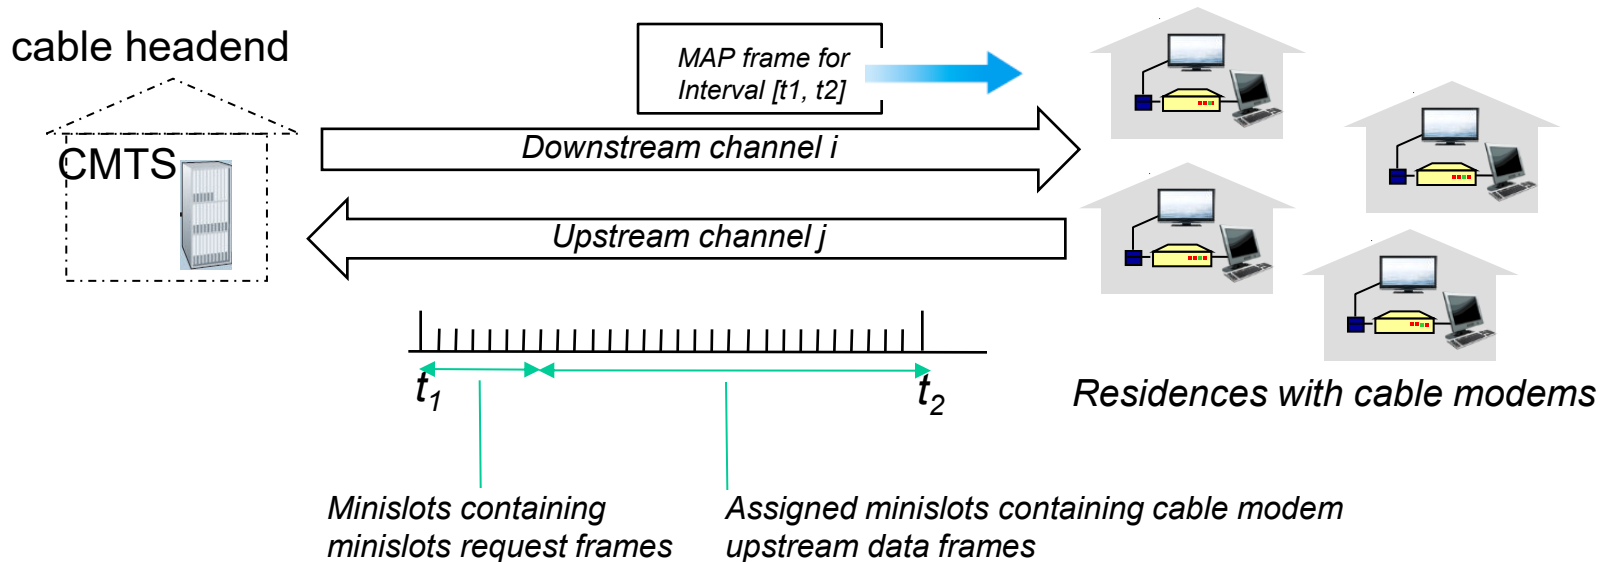 cable headend
MAP frame for
Interval [t1, t2]
CMTS
Downstream channel i
Upstream channel j
t1
t2
Residences with cable modems
Minislots containing
minislots request frames
Assigned minislots containing cable modem
upstream data frames